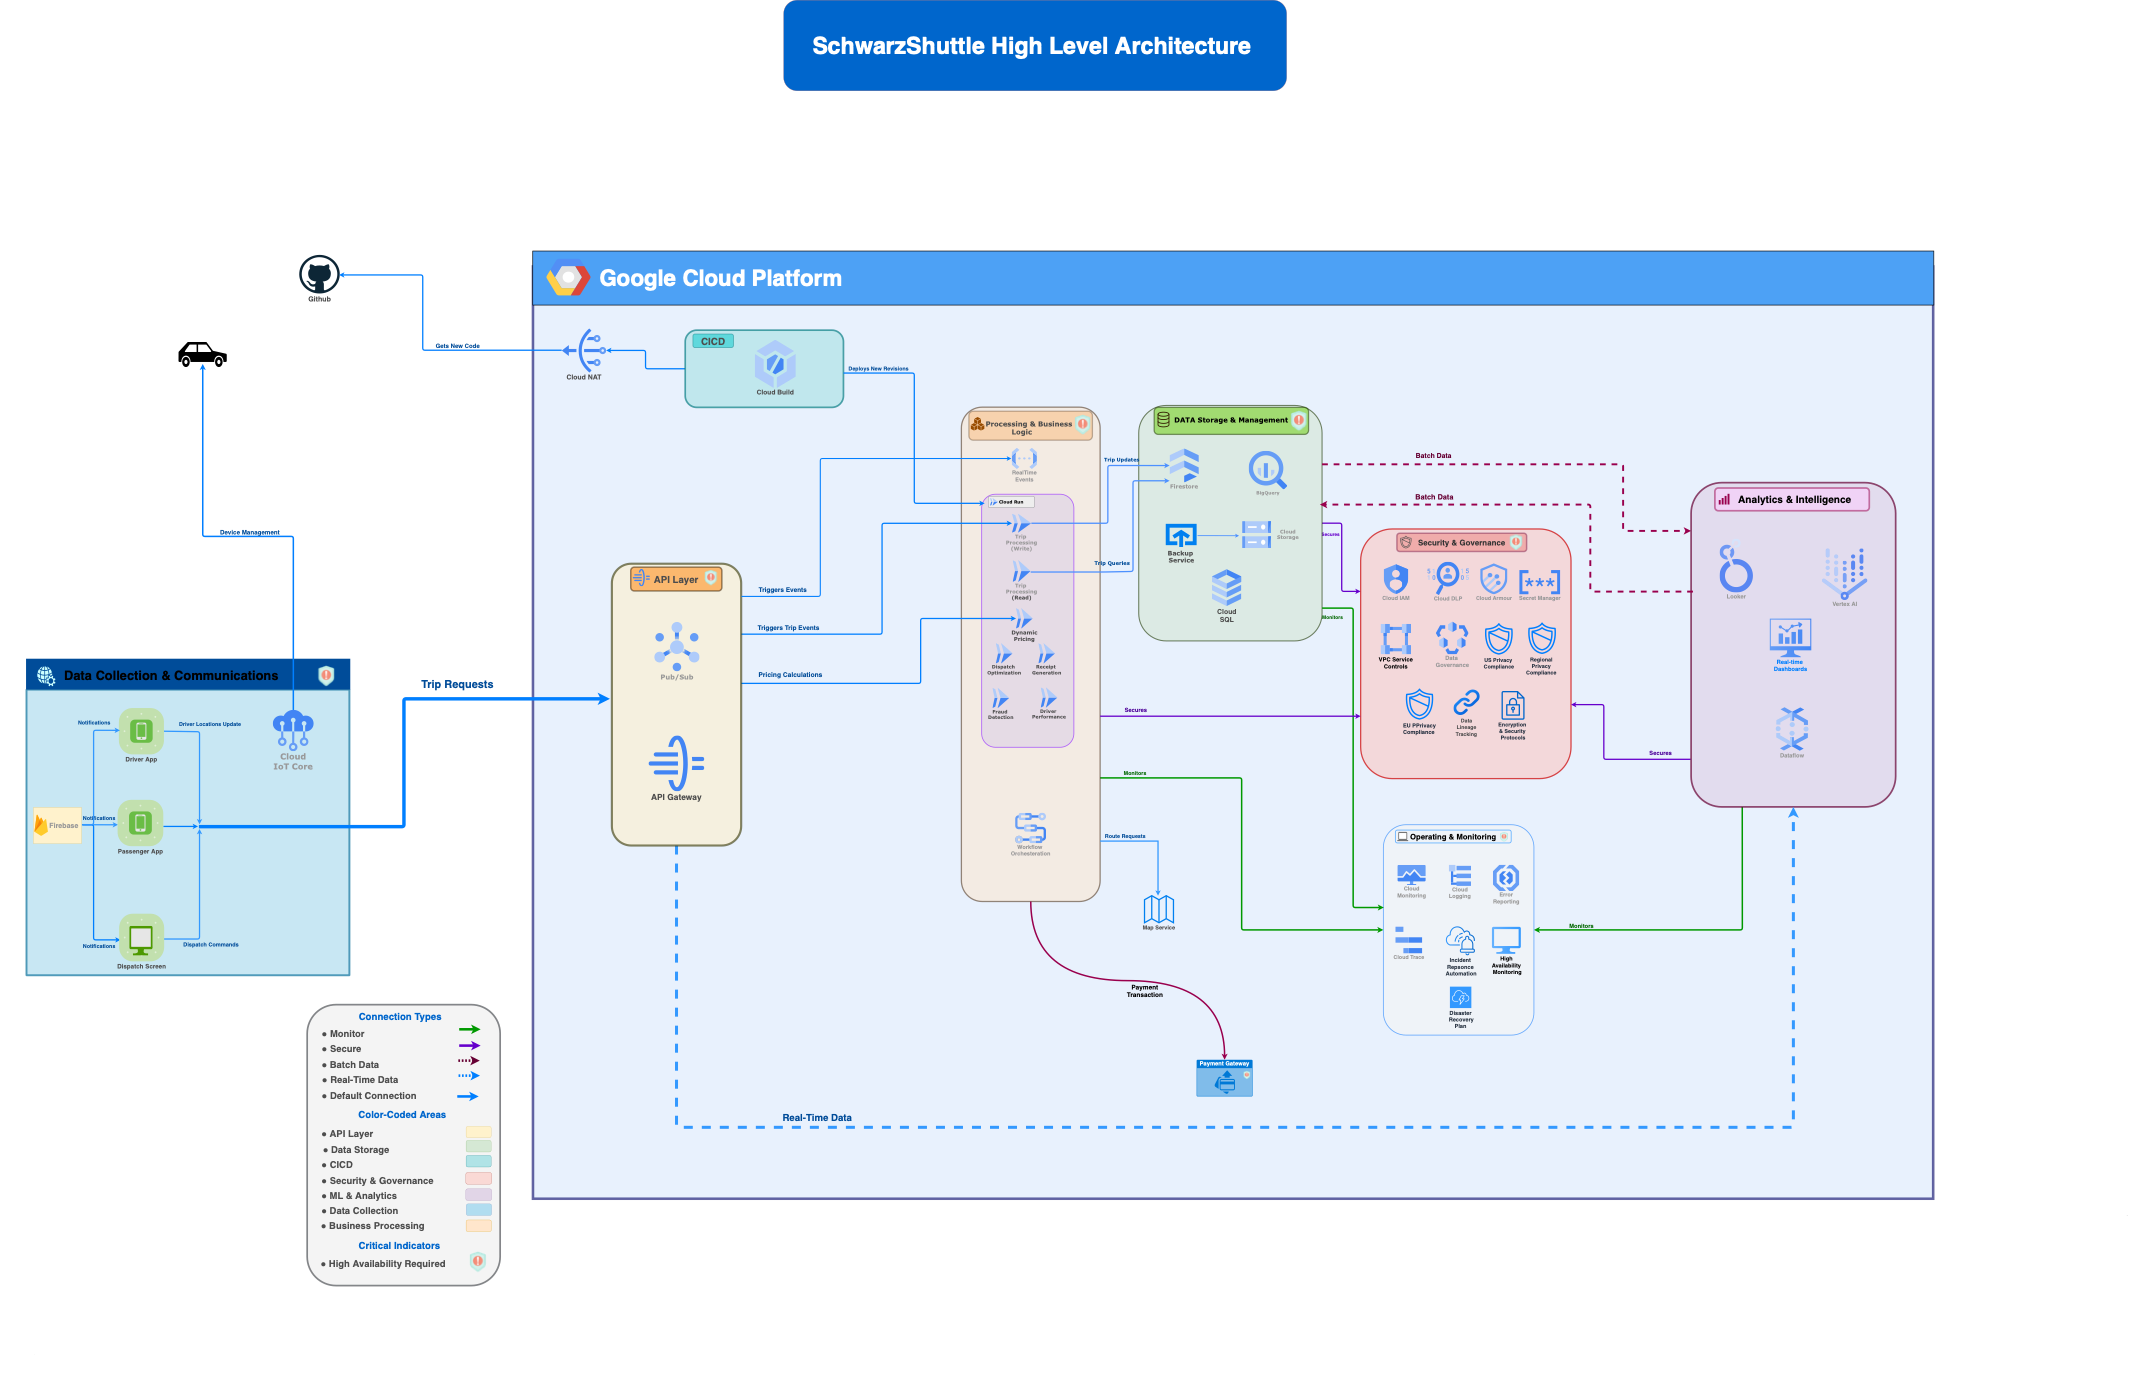 SchwarzShuttle High Level Architecture
Google Cloud Platform
Github
Gets New Code
Cloud NAT
CICD
Cloud Build
Deploys New Revisions
Device Management
Data Collection & Communications
Notifications
Driver App
Driver Locations Update
Cloud
IoT Core
Firebase
Notifications
Passenger App
Notifications
Dispatch Screen
Dispatch Commands
Trip Requests
API Layer
Pub/Sub
API Gateway
Triggers Events
Triggers Trip Events
Pricing Calculations
Processing & Business
Logic
RealTime
Events
Cloud Run
Trip
Processing
(Write)
Trip
Processing
(Read)
Dynamic
Pricing
Dispatch
Optimization
Receipt
Generation
Fraud
Detection
Driver
Performance
Workflow
Orchesteration
Trip Updates
Trip Queries
DATA Storage & Management
Firestore
BigQuery
Backup
Service
Cloud
Storage
Cloud
SQL
Batch Data
Batch Data
Secures
Monitors
Secures
Monitors
Route Requests
Map Service
Payment
Transaction
Payment Gateway
Security & Governance
Cloud IAM
Cloud DLP
Cloud Armour
Secret Manager
VPC Service
Controls
Data
Governance
US Privacy
Compliance
Regional
Privacy
Compliance
EU PPrivacy
Compliance
Data
Lineage
Tracking
Encryption
& Security
Protocols
Secures
Analytics & Intelligence
Looker
Vertex AI
Real-time
Dashboards
Dataflow
Operating & Monitoring
Cloud
Monitoring
Cloud
Logging
Error
Reporting
Cloud Trace
Incident
Repsonce
Automation
High
Availability
Monitoring
Disaster
Recovery
Plan
Monitors
Real-Time Data
Connection Types
• Monitor
• Secure
• Batch Data
• Real-Time Data
• Default Connection
Color-Coded Areas
• API Layer
• Data Storage
• CICD
• Security & Governance
• ML & Analytics
• Data Collection
• Business Processing
Critical Indicators
• High Availability Required